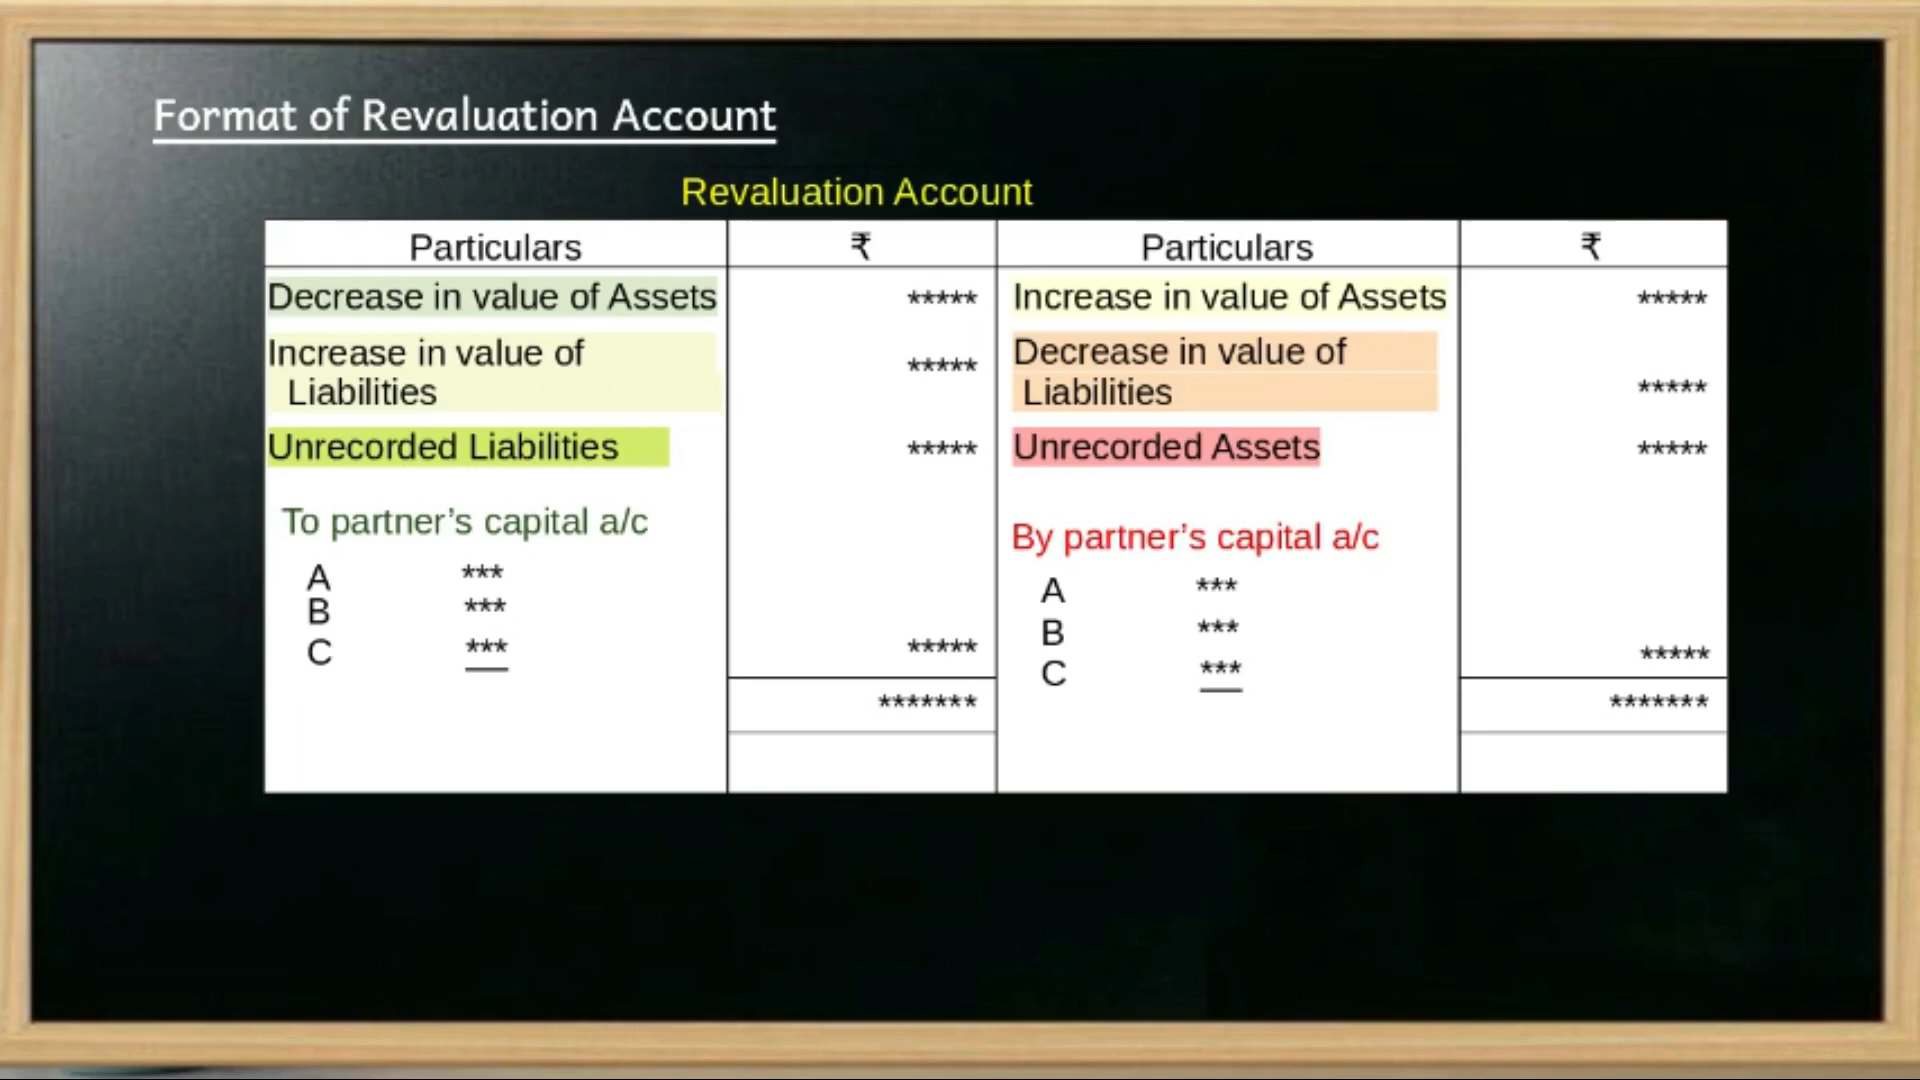 Format of Revaluation Account
Revaluation Account
Particulars ₹ Particulars ₹
Decrease in value of Assets ***** Increase in value of Assets *****
Increase in value of
Liabilities *****
Decrease in value of
Liabilities *****
Unrecorded Liabilities ***** Unrecorded Assets *****
To partner’s capital a/c
A ***
B ***
C *** *****
*******
By partner’s capital a/c
A ***
B ***
C *** *****
*******